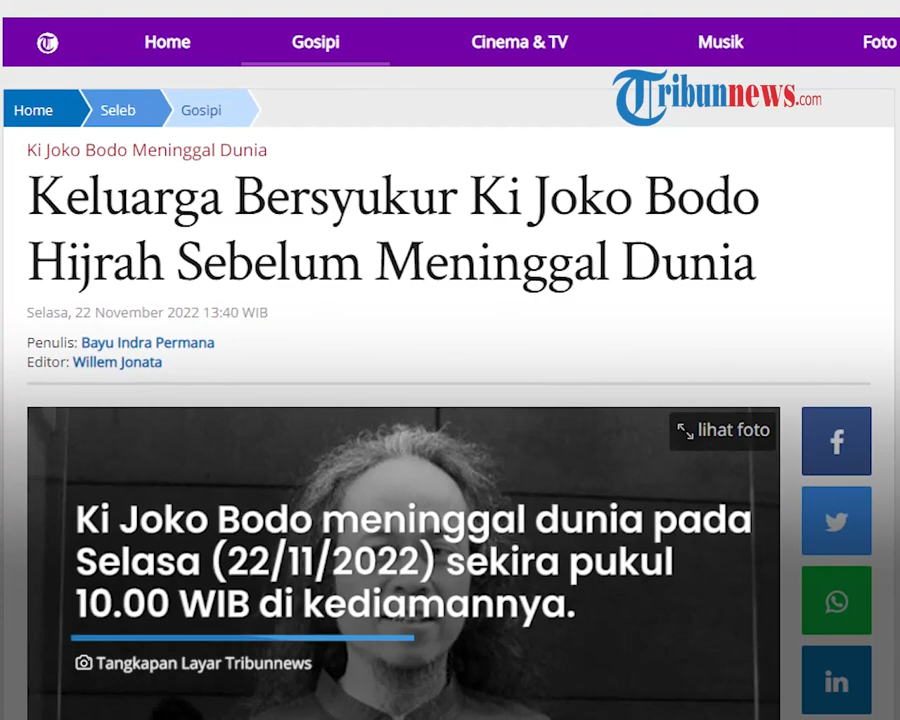 Home Gosipi Cinema & TV Musik Foto
Tribunnews.com
Home Seleb Gosipi
Ki Joko Bodo Meninggal Dunia
Keluarga Bersyukur Ki Joko Bodo
Hijrah Sebelum Meninggal Dunia
Selasa, 22 November 2022 13:40 WIB
Penulis: Bayu Indra Permana
Editor: Willem Jonata
lihat foto
Ki Joko Bodo meninggal dunia pada
Selasa (22/11/2022) sekira pukul
10.00 WIB di kediamannya.
Tangkapan Layar Tribunnews